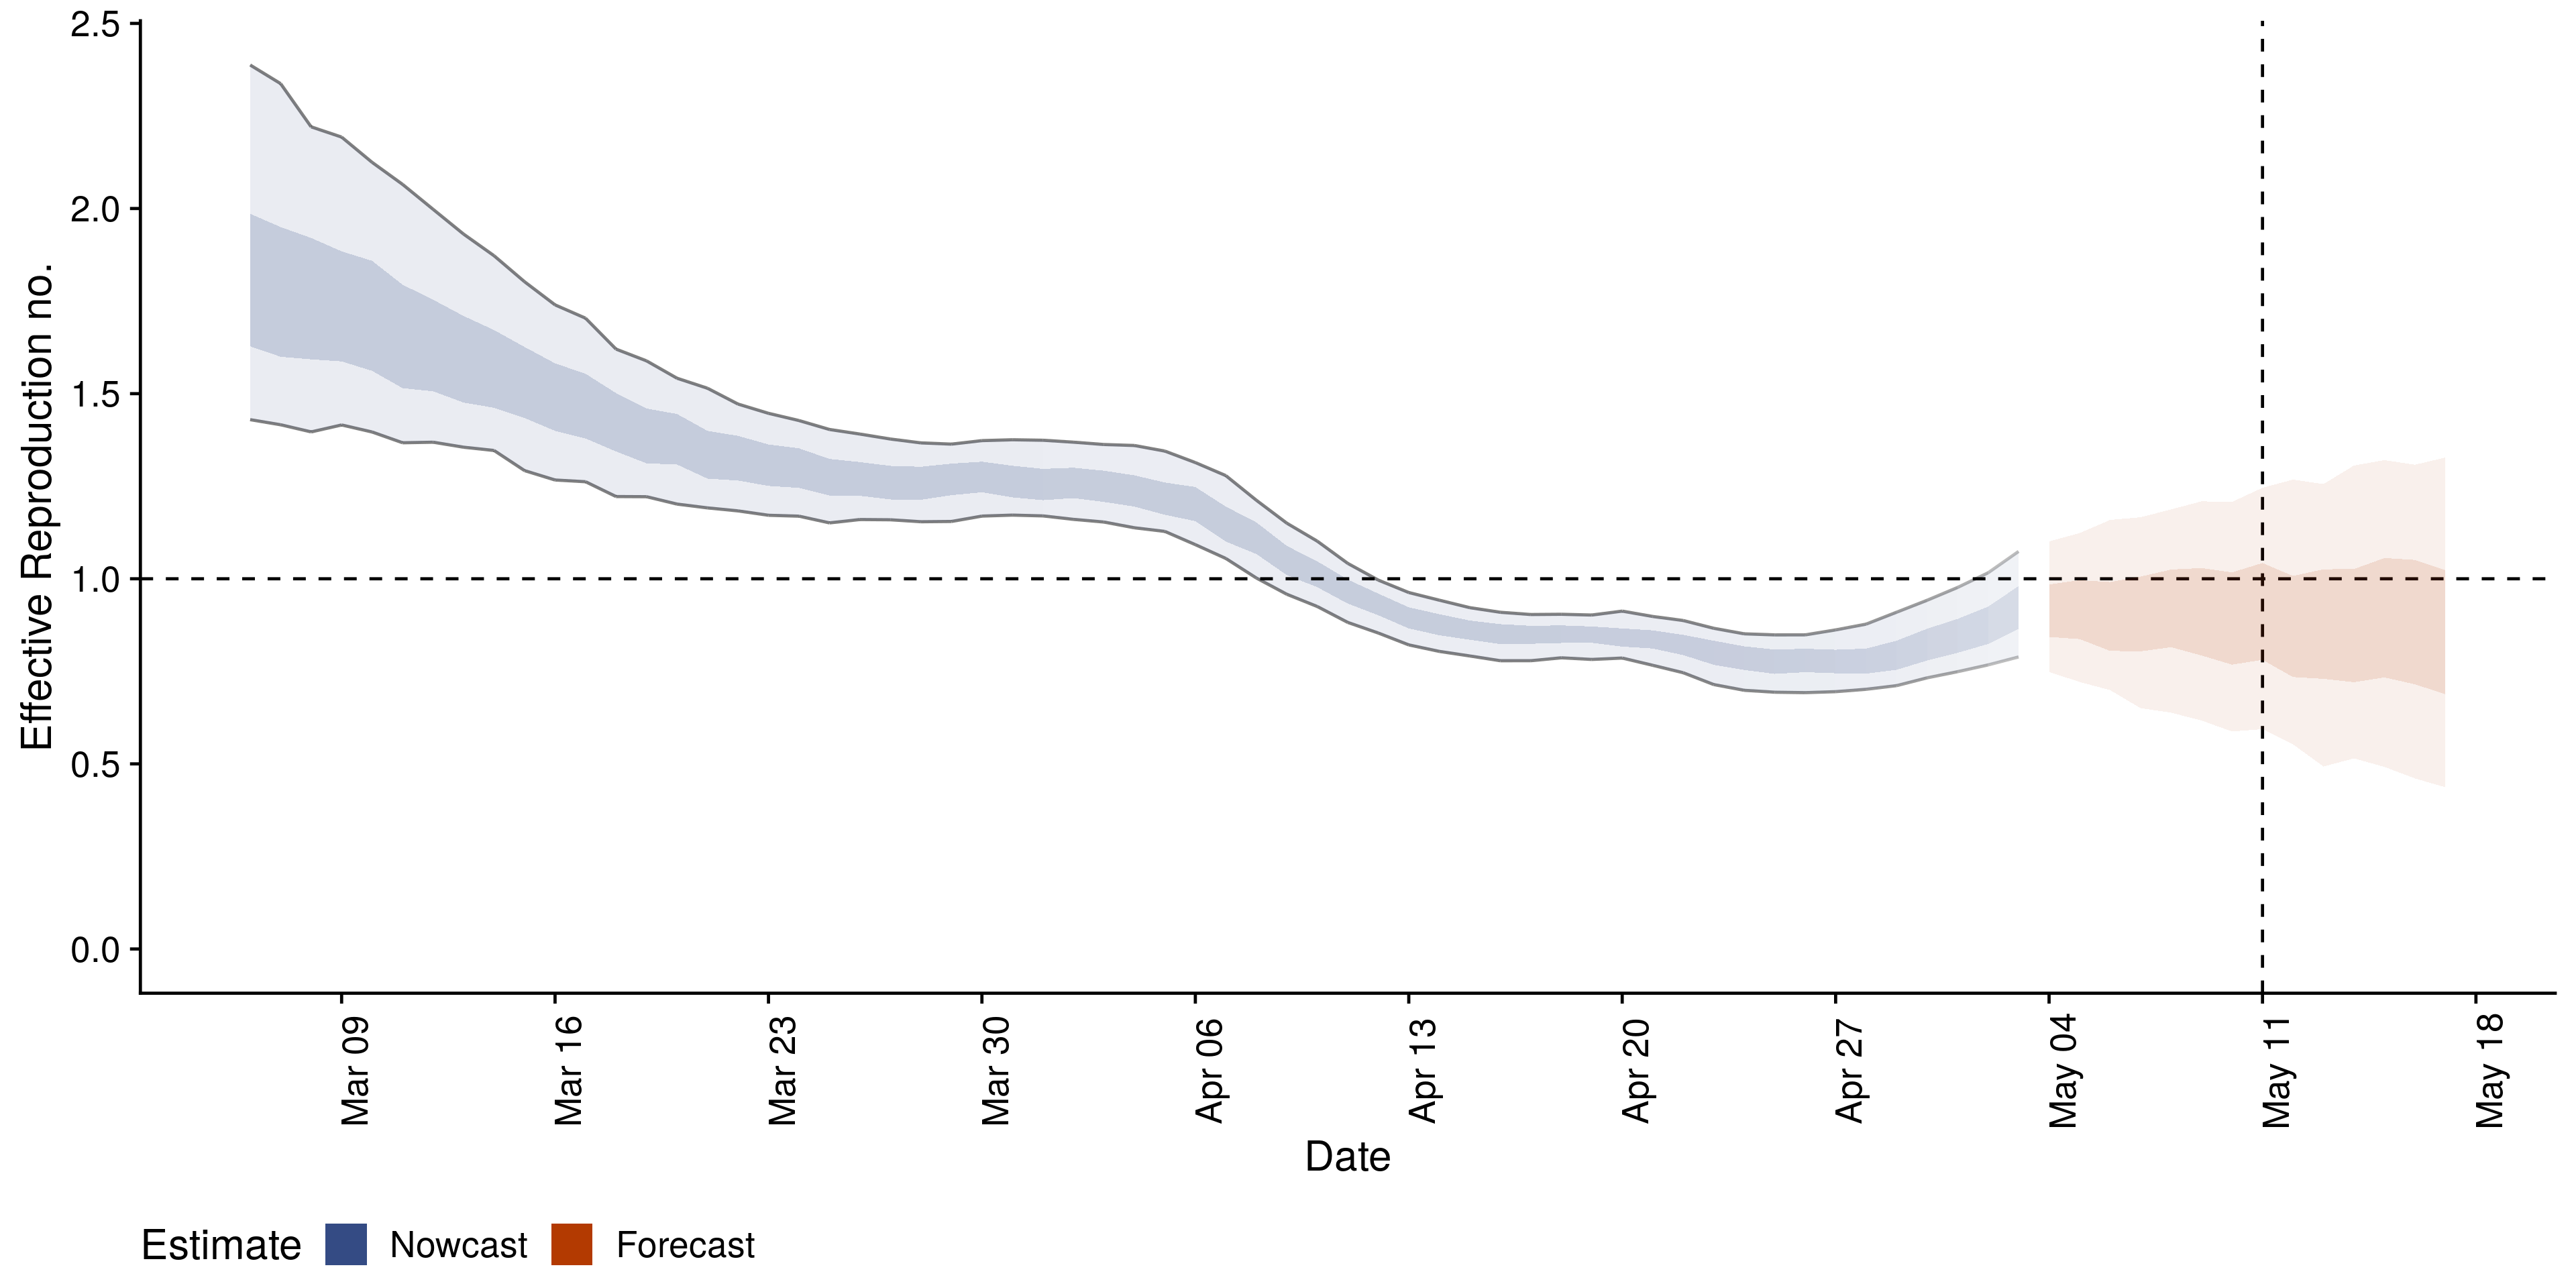 Effective Reproduction no.
2.5
2.0
1.5
1.0
0.5
0.0
Mar 09
Mar 16
Mar 23
Mar 30
Apr 06
Apr 13
Apr 20
Apr 27
May 04
May 11
May 18
Date
Estimate Nowcast Forecast